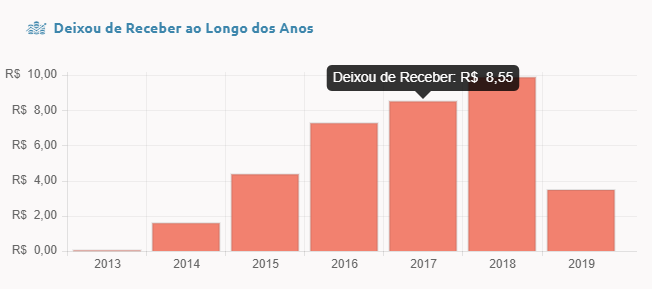 Deixou de Receber ao Longo dos Anos
R$ 10,00
Deixou de Receber: R$ 8,55
R$ 8,00
R$ 6,00
R$ 4,00
R$ 2,00
R$ 0,00
2013 2014 2015 2016 2017 2018 2019